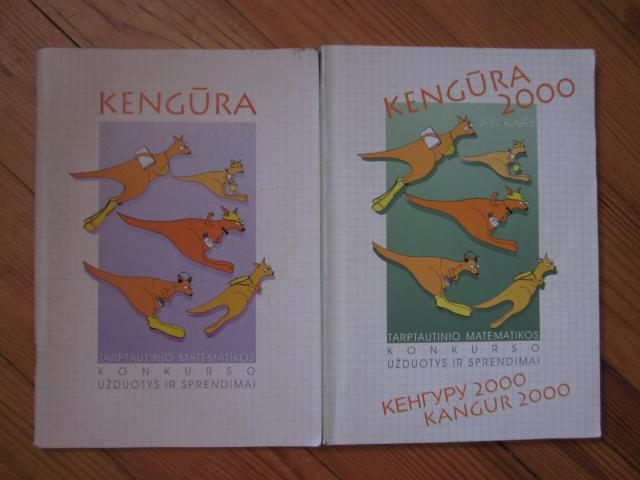 KENGŪRA
TARPTAUTINIO MATEMATIKOS
KONKURSO
UŽDUOTYS IR SPRENDIMAI
KENGŪRA
2000
3–12 KLASĖS
TARPTAUTINIO MATEMATIKOS
KONKURSO
UŽDUOTYS IR SPRENDIMAI
КЕНГУРУ 2000
KANGUR 2000